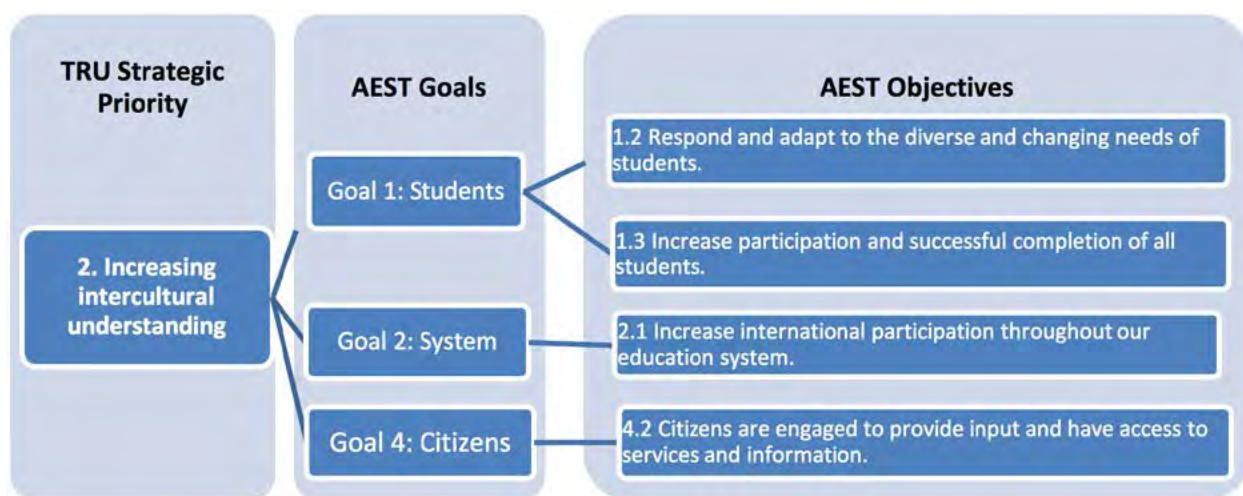 TRU Strategic
Priority
AEST Goals
AEST Objectives
2. Increasing
intercultural
understanding
Goal 1: Students
1.2 Respond and adapt to the diverse and changing needs of
students.
1.3 Increase participation and successful completion of all
students.
Goal 2: System
2.1 Increase international participation throughout our
education system.
Goal 4: Citizens
4.2 Citizens are engaged to provide input and have access to
services and information.